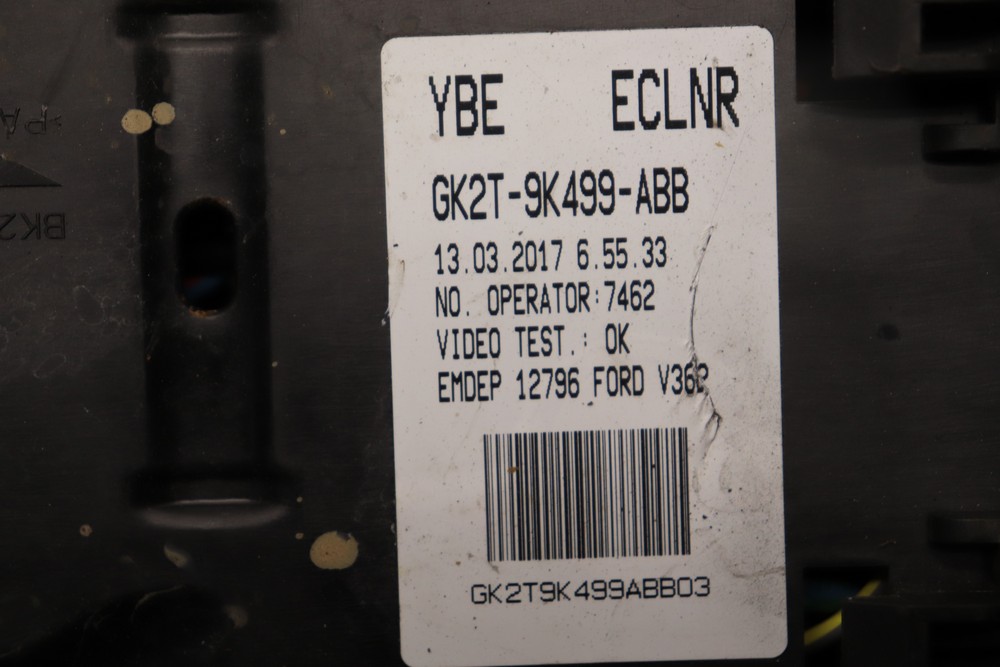 YBE ECLNR
GK2T-9K499-ABB
13.03.2017 6.55.33
NO. OPERATOR:7462
VIDEO TEST.: OK
EMDEP 12796 FORD
GK2T9K499ABB03